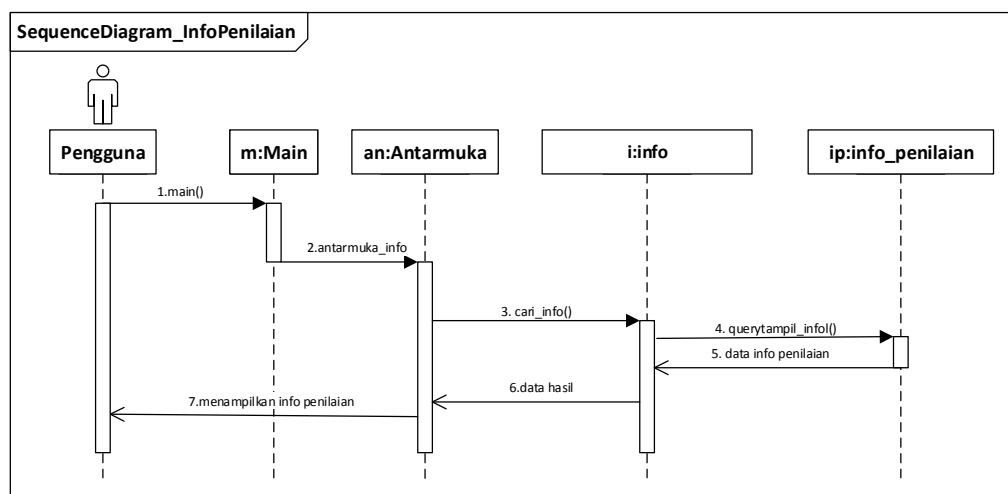 SequenceDiagram_InfoPenilaian
Pengguna
m:Main
an:Antarmuka
i:info
ip:info_penilaian
1.main()
2.antarmuka_info
3. cari_info()
4. querytampil_infol()
5. data info penilaian
6.data hasil
7.menampilkan info penilaian